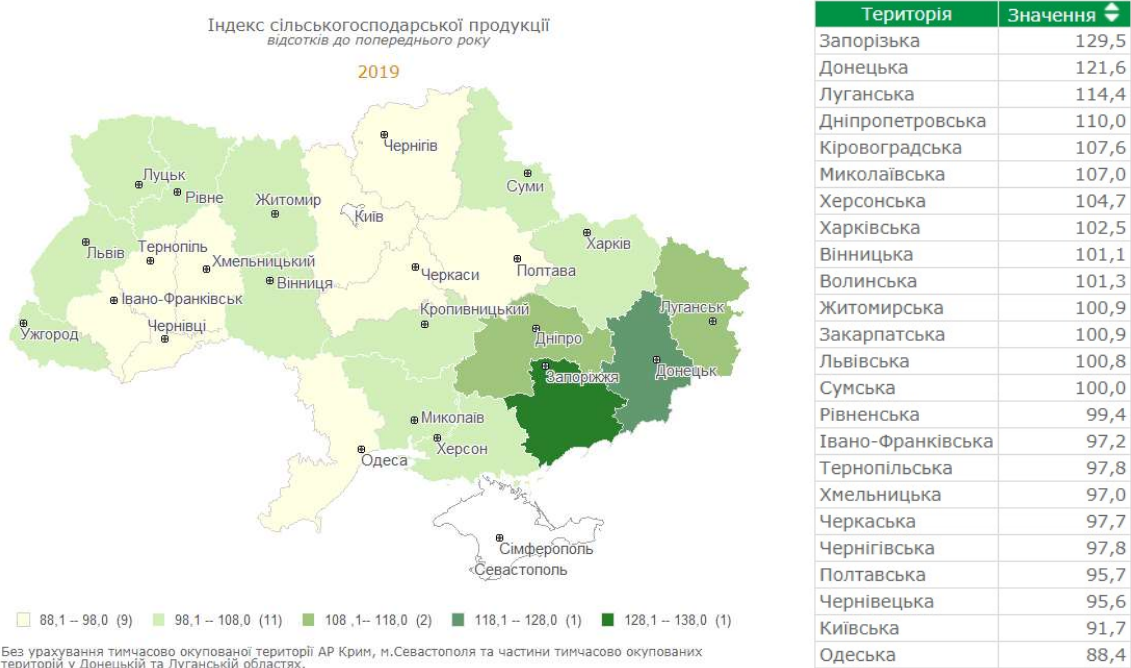 Індекс сільськогосподарської продукції
відсотків до попереднього року
2019
Чернігів
Луцьк
Рівне
Житомир
Суми
Київ
Львів
Тернопіль
Хмельницький
Вінниця
Черкаси
Полтава
Харків
Івано-Франківськ
Ужгород
Чернівці
Кропивницький
Дніпро
Луганськ
Запоріжжя
Донецьк
Миколаїв
Херсон
Одеса
Сімферополь
Севастополь
88,1 -- 98,0 (9) 98,1 -- 108,0 (11) 108 ,1-- 118,0 (2) 118,1 -- 128,0 (1) 128,1 -- 138,0 (1)
Без урахування тимчасово окупованої території АР Крим, м.Севастополя та частини тимчасово окупованих
територій у Донецькій та Луганській областях.
Територія Значення
Запорізька 129,5
Донецька 121,6
Луганська 114,4
Дніпропетровська 110,0
Кіровоградська 107,6
Миколаївська 107,0
Херсонська 104,7
Харківська 102,5
Вінницька 101,1
Волинська 101,3
Житомирська 100,9
Закарпатська 100,9
Львівська 100,8
Сумська 100,0
Рівненська 99,4
Івано-Франківська 97,2
Тернопільська 97,8
Хмельницька 97,0
Черкаська 97,7
Чернігівська 97,8
Полтавська 95,7
Чернівецька 95,6
Київська 91,7
Одеська 88,4